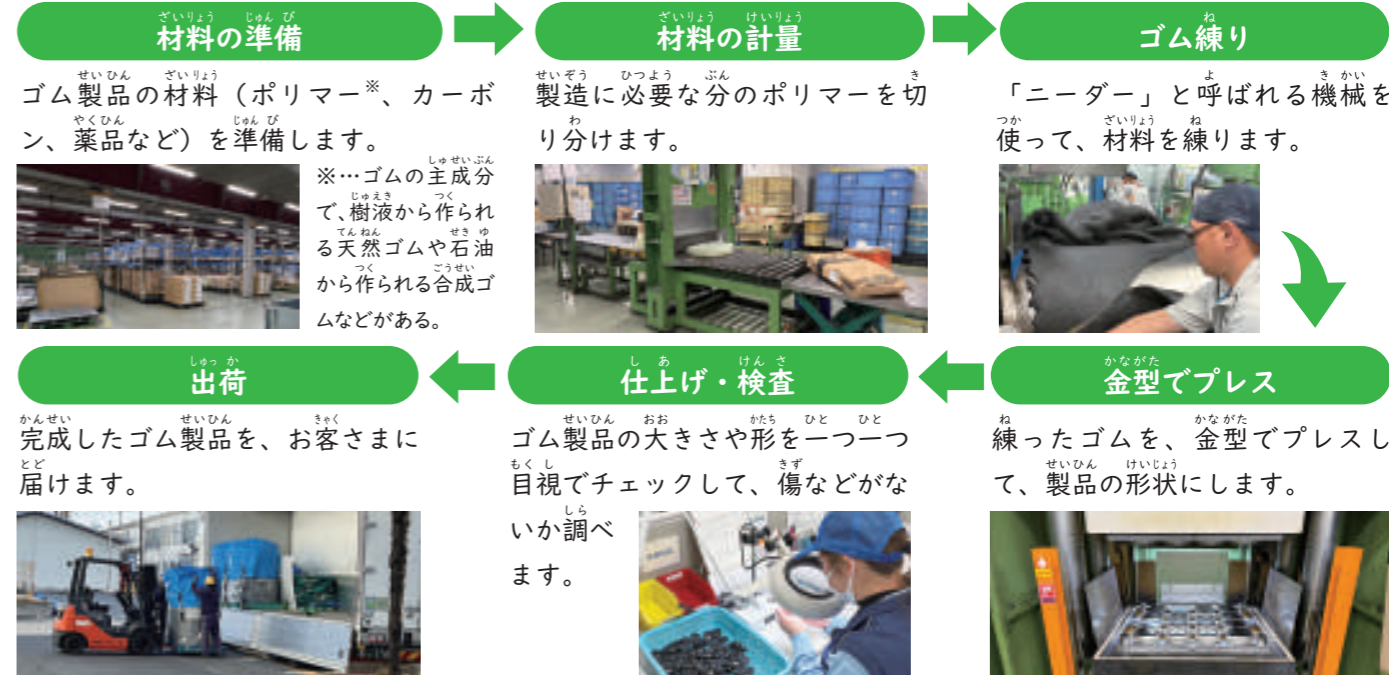 材料の準備
ゴム製品の材料（ポリマー※、カーボ
ン、薬品など）を準備します。
※…ゴムの主成分
で、樹液から作られ
る天然ゴムや石油
から作られる合成ゴ
ムなどがある。
材料の計量
製造に必要な分のポリマーを切
り分けます。
ゴム練り
「ニーダー」と呼ばれる機械を
使って、材料を練ります。
金型でプレス
練ったゴムを、金型でプレスし
て、製品の形状にします。
仕上げ・検査
ゴム製品の大きさや形を一つ一つ
目視でチェックして、傷などがな
いか調べ
ます。
出荷
完成したゴム製品を、お客さまに
届けます。